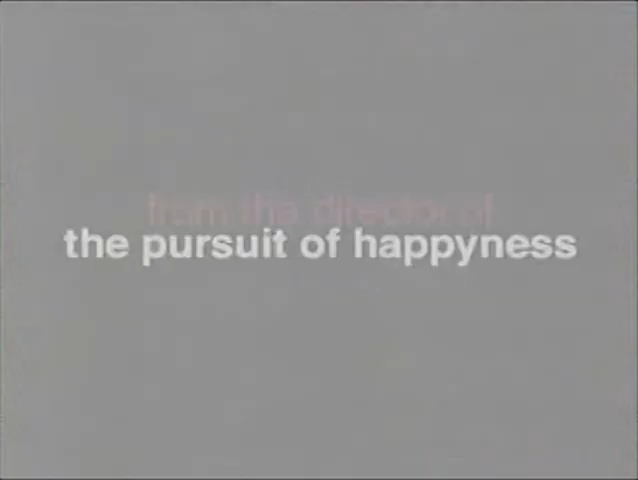 from the director of
the pursuit of happyness